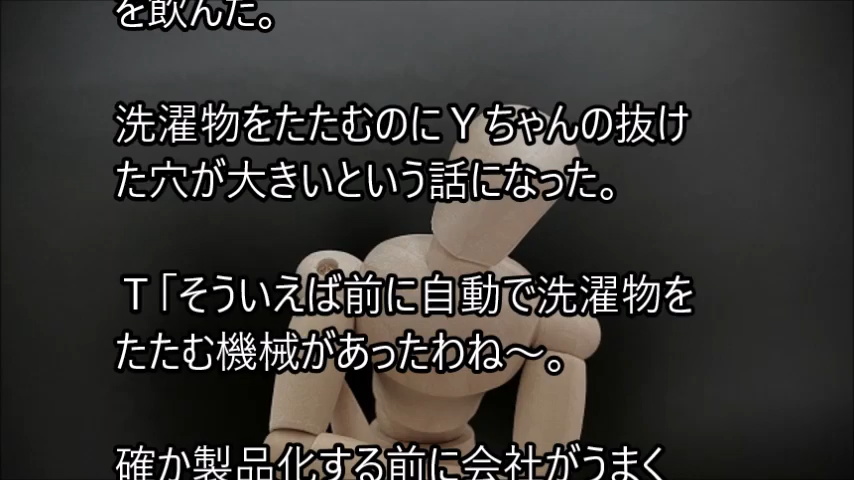 を飲んだ。
洗濯物をたたむのにＹちゃんの抜け
た穴が大きいという話になった。
Ｔ「そういえば前に自動で洗濯物を
たたむ機械があったわね～。
確か製品化する前に会社がうまく